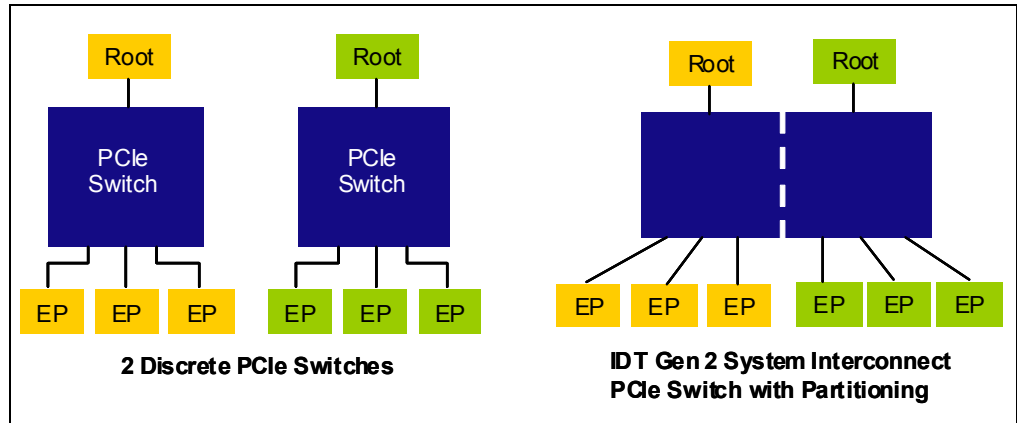 Root
Root
PCIe
Switch
PCIe
Switch
EP EP EP
EP EP EP
2 Discrete PCIe Switches
Root
Root
EP EP EP
EP EP EP
IDT Gen 2 System Interconnect
PCIe Switch with Partitioning